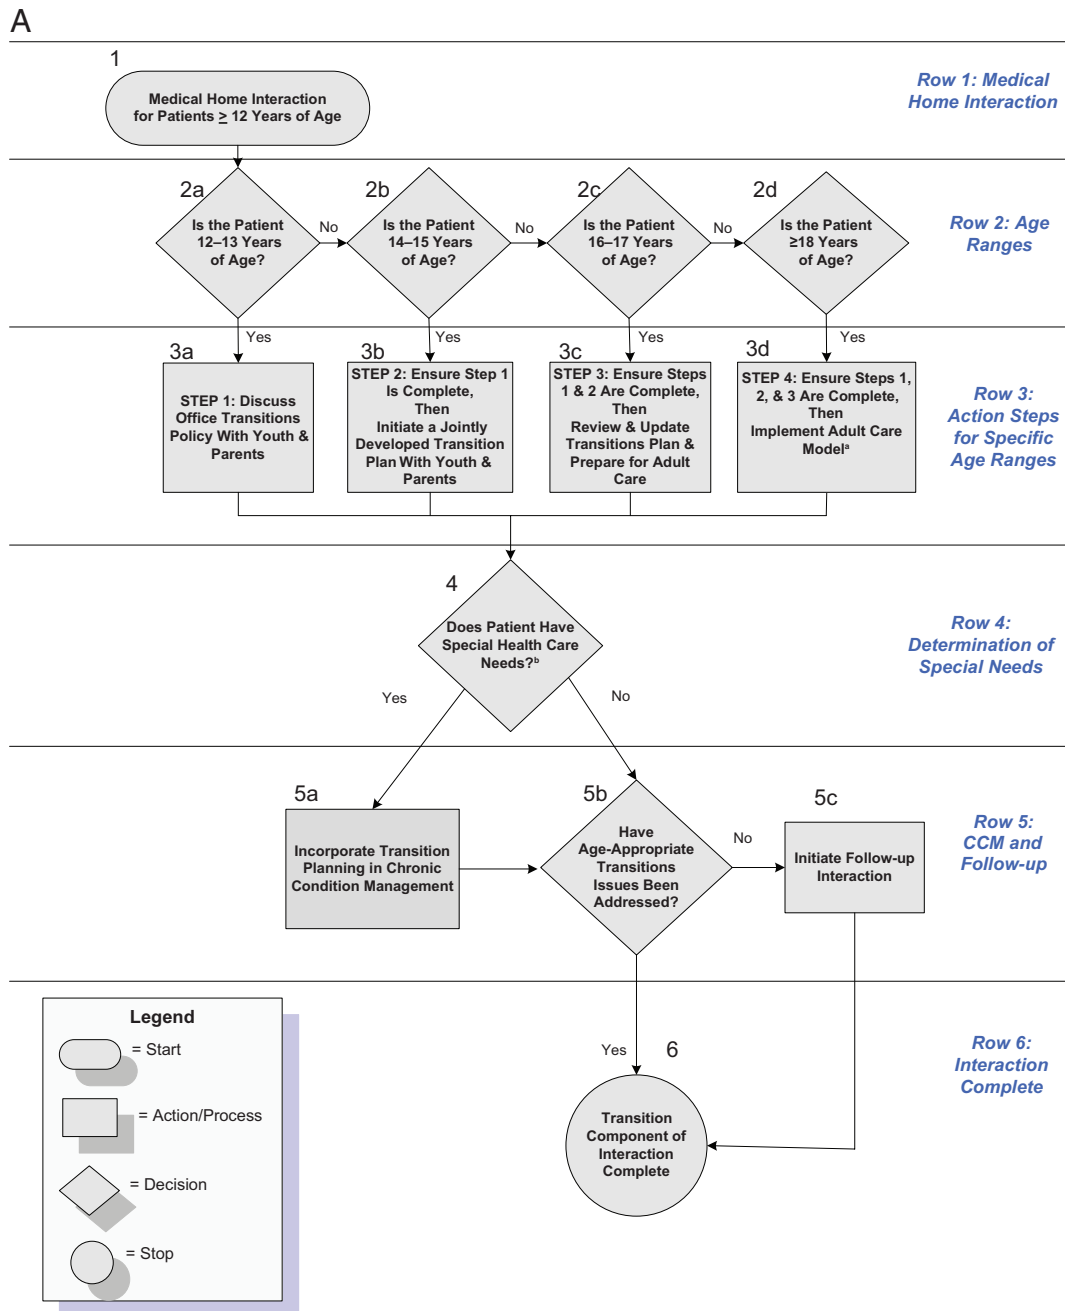 A
1
Medical Home Interaction
for Patients ≥ 12 Years of Age
Row 1: Medical
Home Interaction
2a
Is the Patient
12–13 Years
of Age?
No
2b
Is the Patient
14–15 Years
of Age?
No
2c
Is the Patient
16–17 Years
of Age?
No
2d
Is the Patient
≥18 Years
of Age?
Row 2: Age
Ranges
Yes
Yes
Yes
Yes
3a
STEP 1: Discuss
Office Transitions
Policy With Youth &
Parents
3b
STEP 2: Ensure Step 1
Is Complete,
Then
Initiate a Jointly
Developed Transition
Plan With Youth &
Parents
3c
STEP 3: Ensure Steps
1 & 2 Are Complete,
Then
Review & Update
Transitions Plan &
Prepare for Adult
Care
3d
STEP 4: Ensure Steps 1,
2, & 3 Are Complete,
Then
Implement Adult Care
Modelᵃ
Row 3:
Action Steps
for Specific
Age Ranges
4
Does Patient Have
Special Health Care
Needs?ᵇ
Yes
No
Row 4:
Determination of
Special Needs
5a
Incorporate Transition
Planning in Chronic
Condition Management
5b
Have
Age-Appropriate
Transitions
Issues Been
Addressed?
No
5c
Initiate Follow-up
Interaction
Row 5:
CCM and
Follow-up
Yes
6
Transition
Component of
Interaction
Complete
Row 6:
Interaction
Complete
Legend
= Start
= Action/Process
= Decision
= Stop